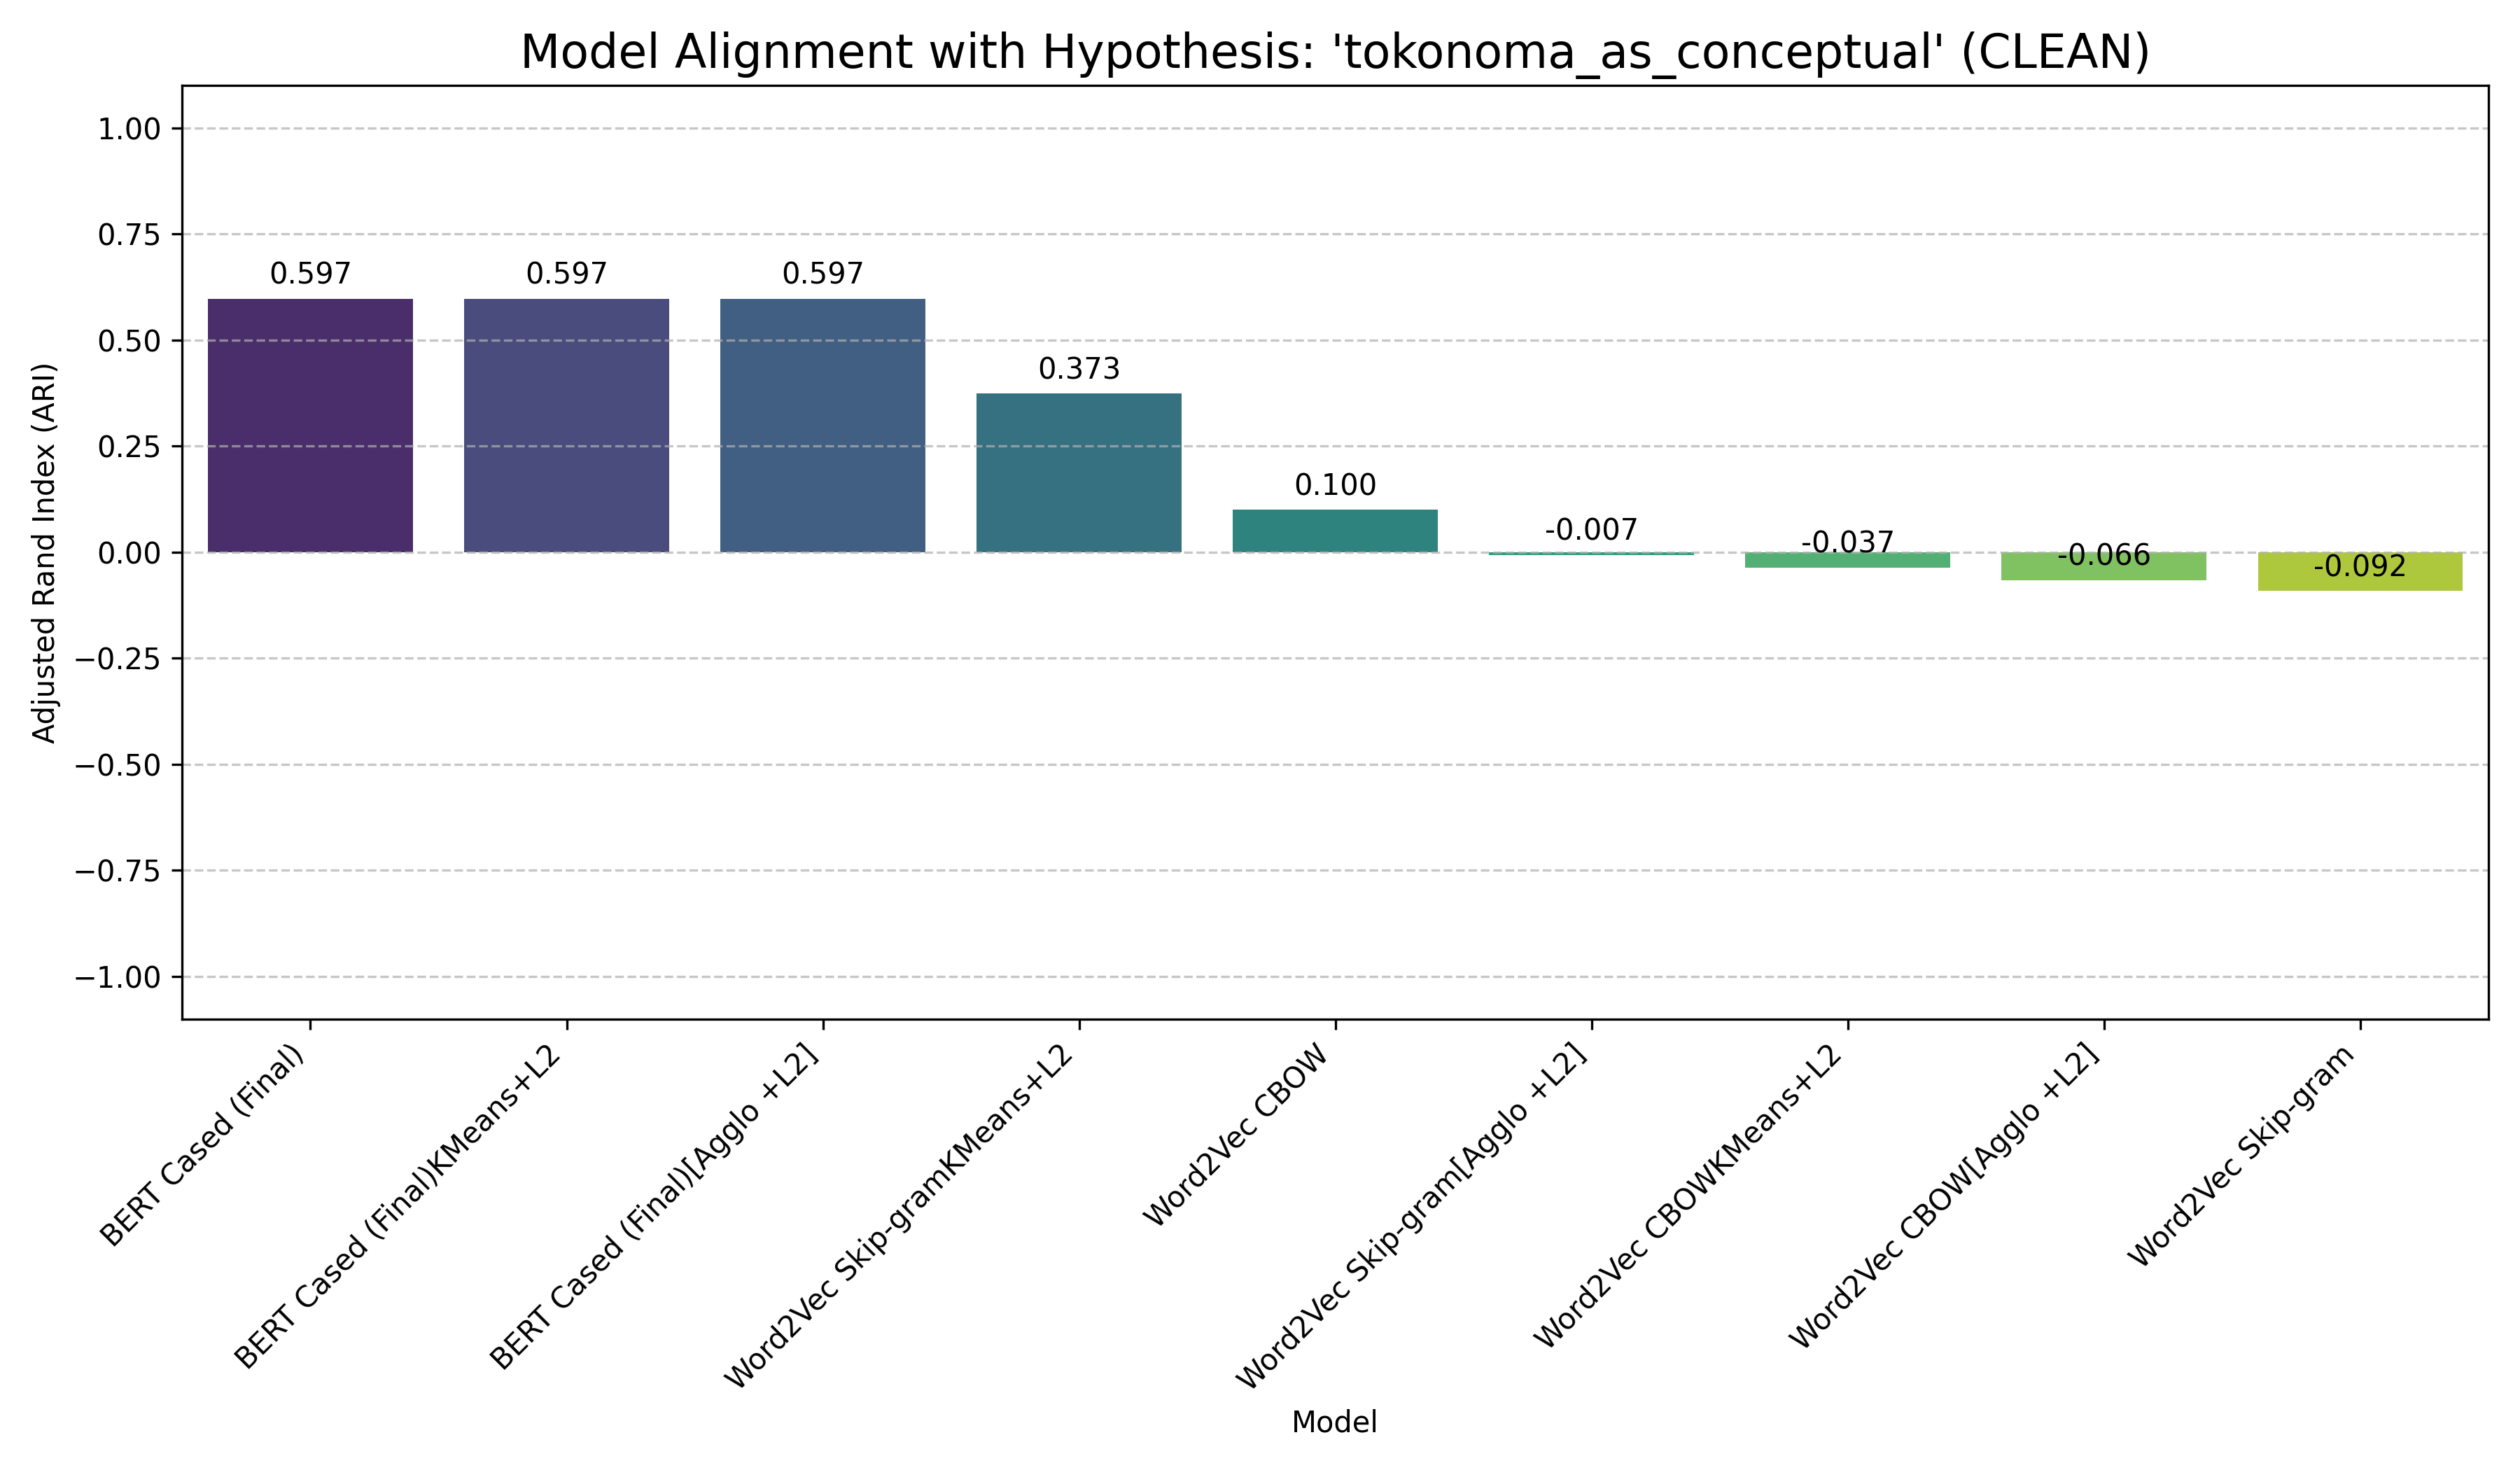 Model Alignment with Hypothesis: 'tokonoma_as_conceptual' (CLEAN)
Adjusted Rand Index (ARI)
1.00
0.75
0.50
0.25
0.00
−0.25
−0.50
−0.75
−1.00
0.597
0.597
0.597
0.373
0.100
-0.007
-0.037
-0.066
-0.092
BERT Cased (Final)
BERT Cased (Final)KMeans+L2
BERT Cased (Final)[Agglo +L2]
Word2Vec Skip-gramKMeans+L2
Word2Vec CBOW
Word2Vec Skip-gram[Agglo +L2]
Word2Vec CBOWKMeans+L2
Word2Vec CBOW[Agglo +L2]
Word2Vec Skip-gram
Model